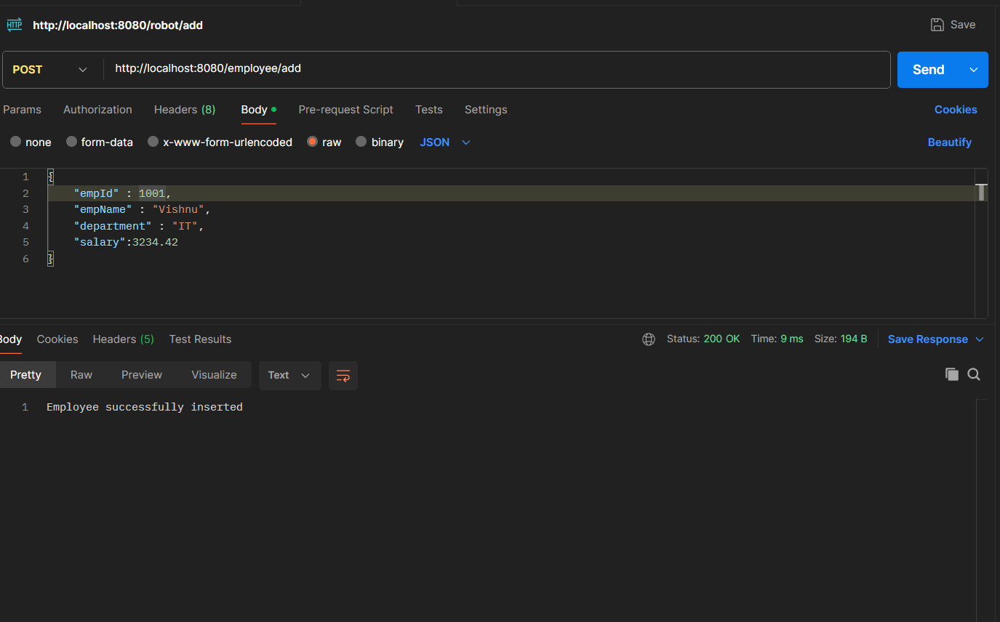 HTTP http://localhost:8080/robot/add Save
POST http://localhost:8080/employee/add Send
Params Authorization Headers (8) Body Pre-request Script Tests Settings Cookies
none form-data x-www-form-urlencoded raw binary JSON Beautify
1 {
2 "empId" : 1001,
3 "empName" : "Vishnu",
4 "department" : "IT",
5 "salary":3234.42
6 }
Body Cookies Headers (5) Test Results Status: 200 OK Time: 9 ms Size: 194 B Save Response
Pretty Raw Preview Visualize Text
1 Employee successfully inserted